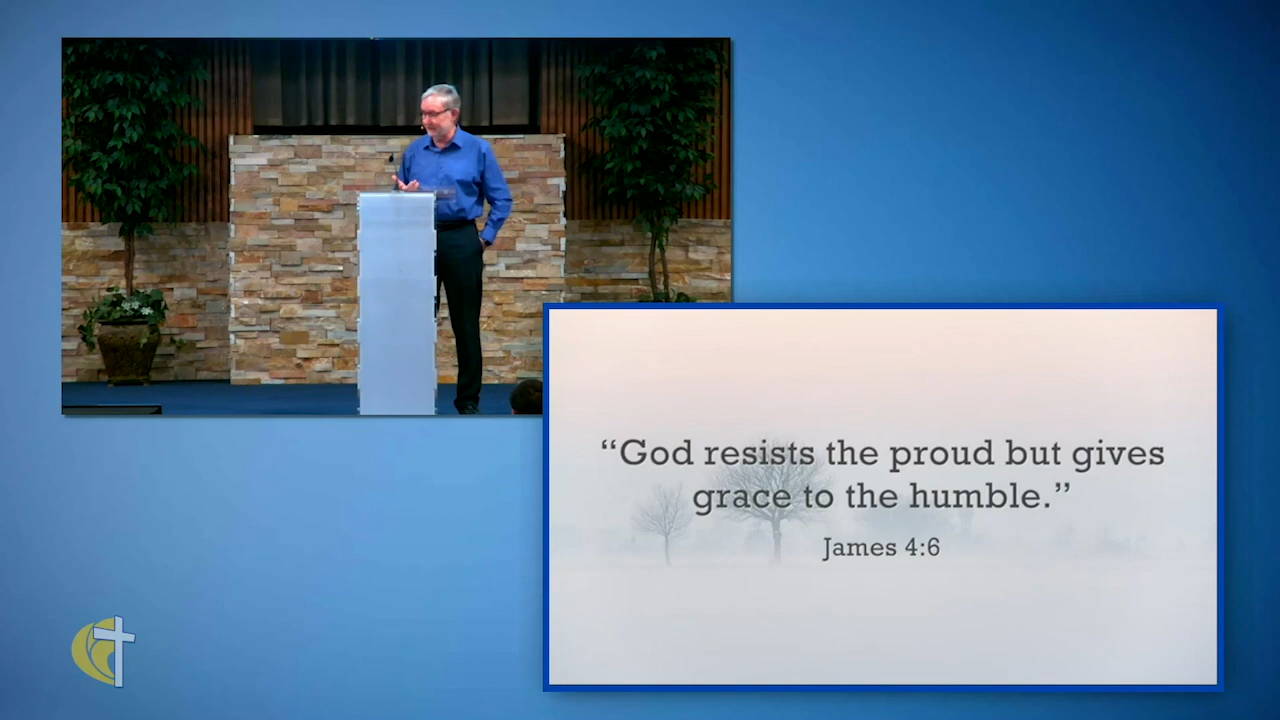 “God resists the proud but gives
grace to the humble.”
James 4:6